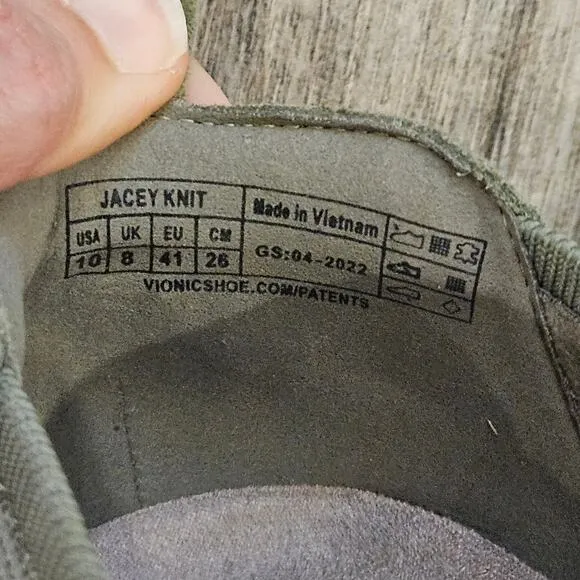 JACEY KNIT
Made in Vietnam
USA UK EU CM
10 8 41 26
GS:04-2022
VIONICSHOE.COM/PATENTS